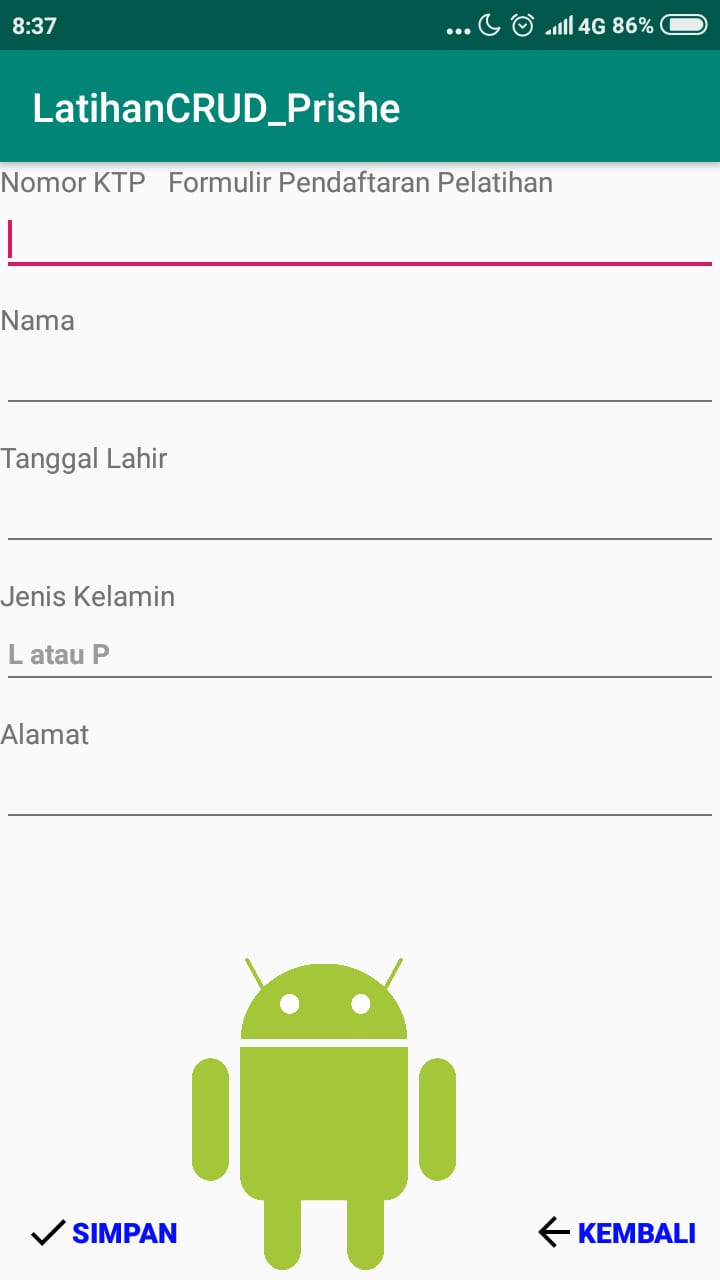 8:37 4G 86%
LatihanCRUD_Prishe
Nomor KTP Formulir Pendaftaran Pelatihan
Nama
Tanggal Lahir
Jenis Kelamin
L atau P
Alamat
SIMPAN KEMBALI